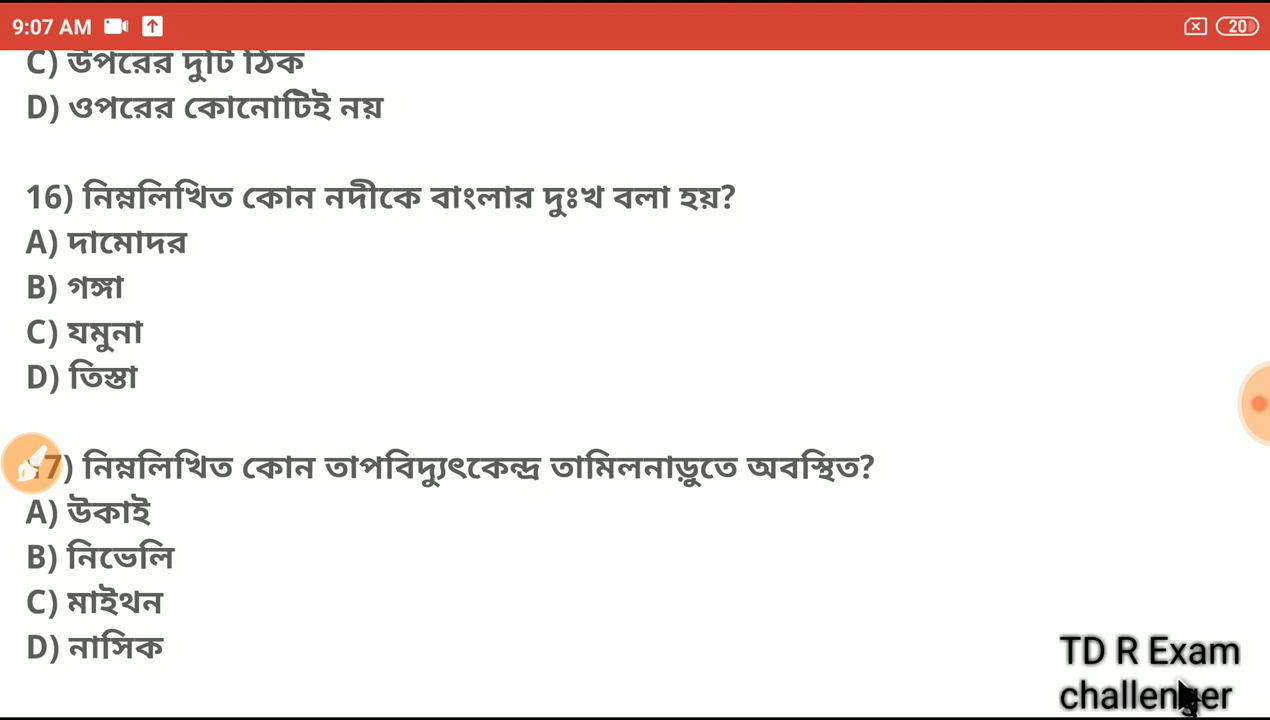 9:07 AM
20
C) উপরের দুটি ঠিক
D) ওপরের কোনোটিই নয়
16) নিম্নলিখিত কোন নদীকে বাংলার দুঃখ বলা হয়?
A) দামোদর
B) গঙ্গা
C) যমুনা
D) তিস্তা
17) নিম্নলিখিত কোন তাপবিদ্যুৎকেন্দ্র তামিলনাড়ুতে অবস্থিত?
A) উকাই
B) নিভেলি
C) মাইথন
D) নাসিক
TD R Exam
challenger